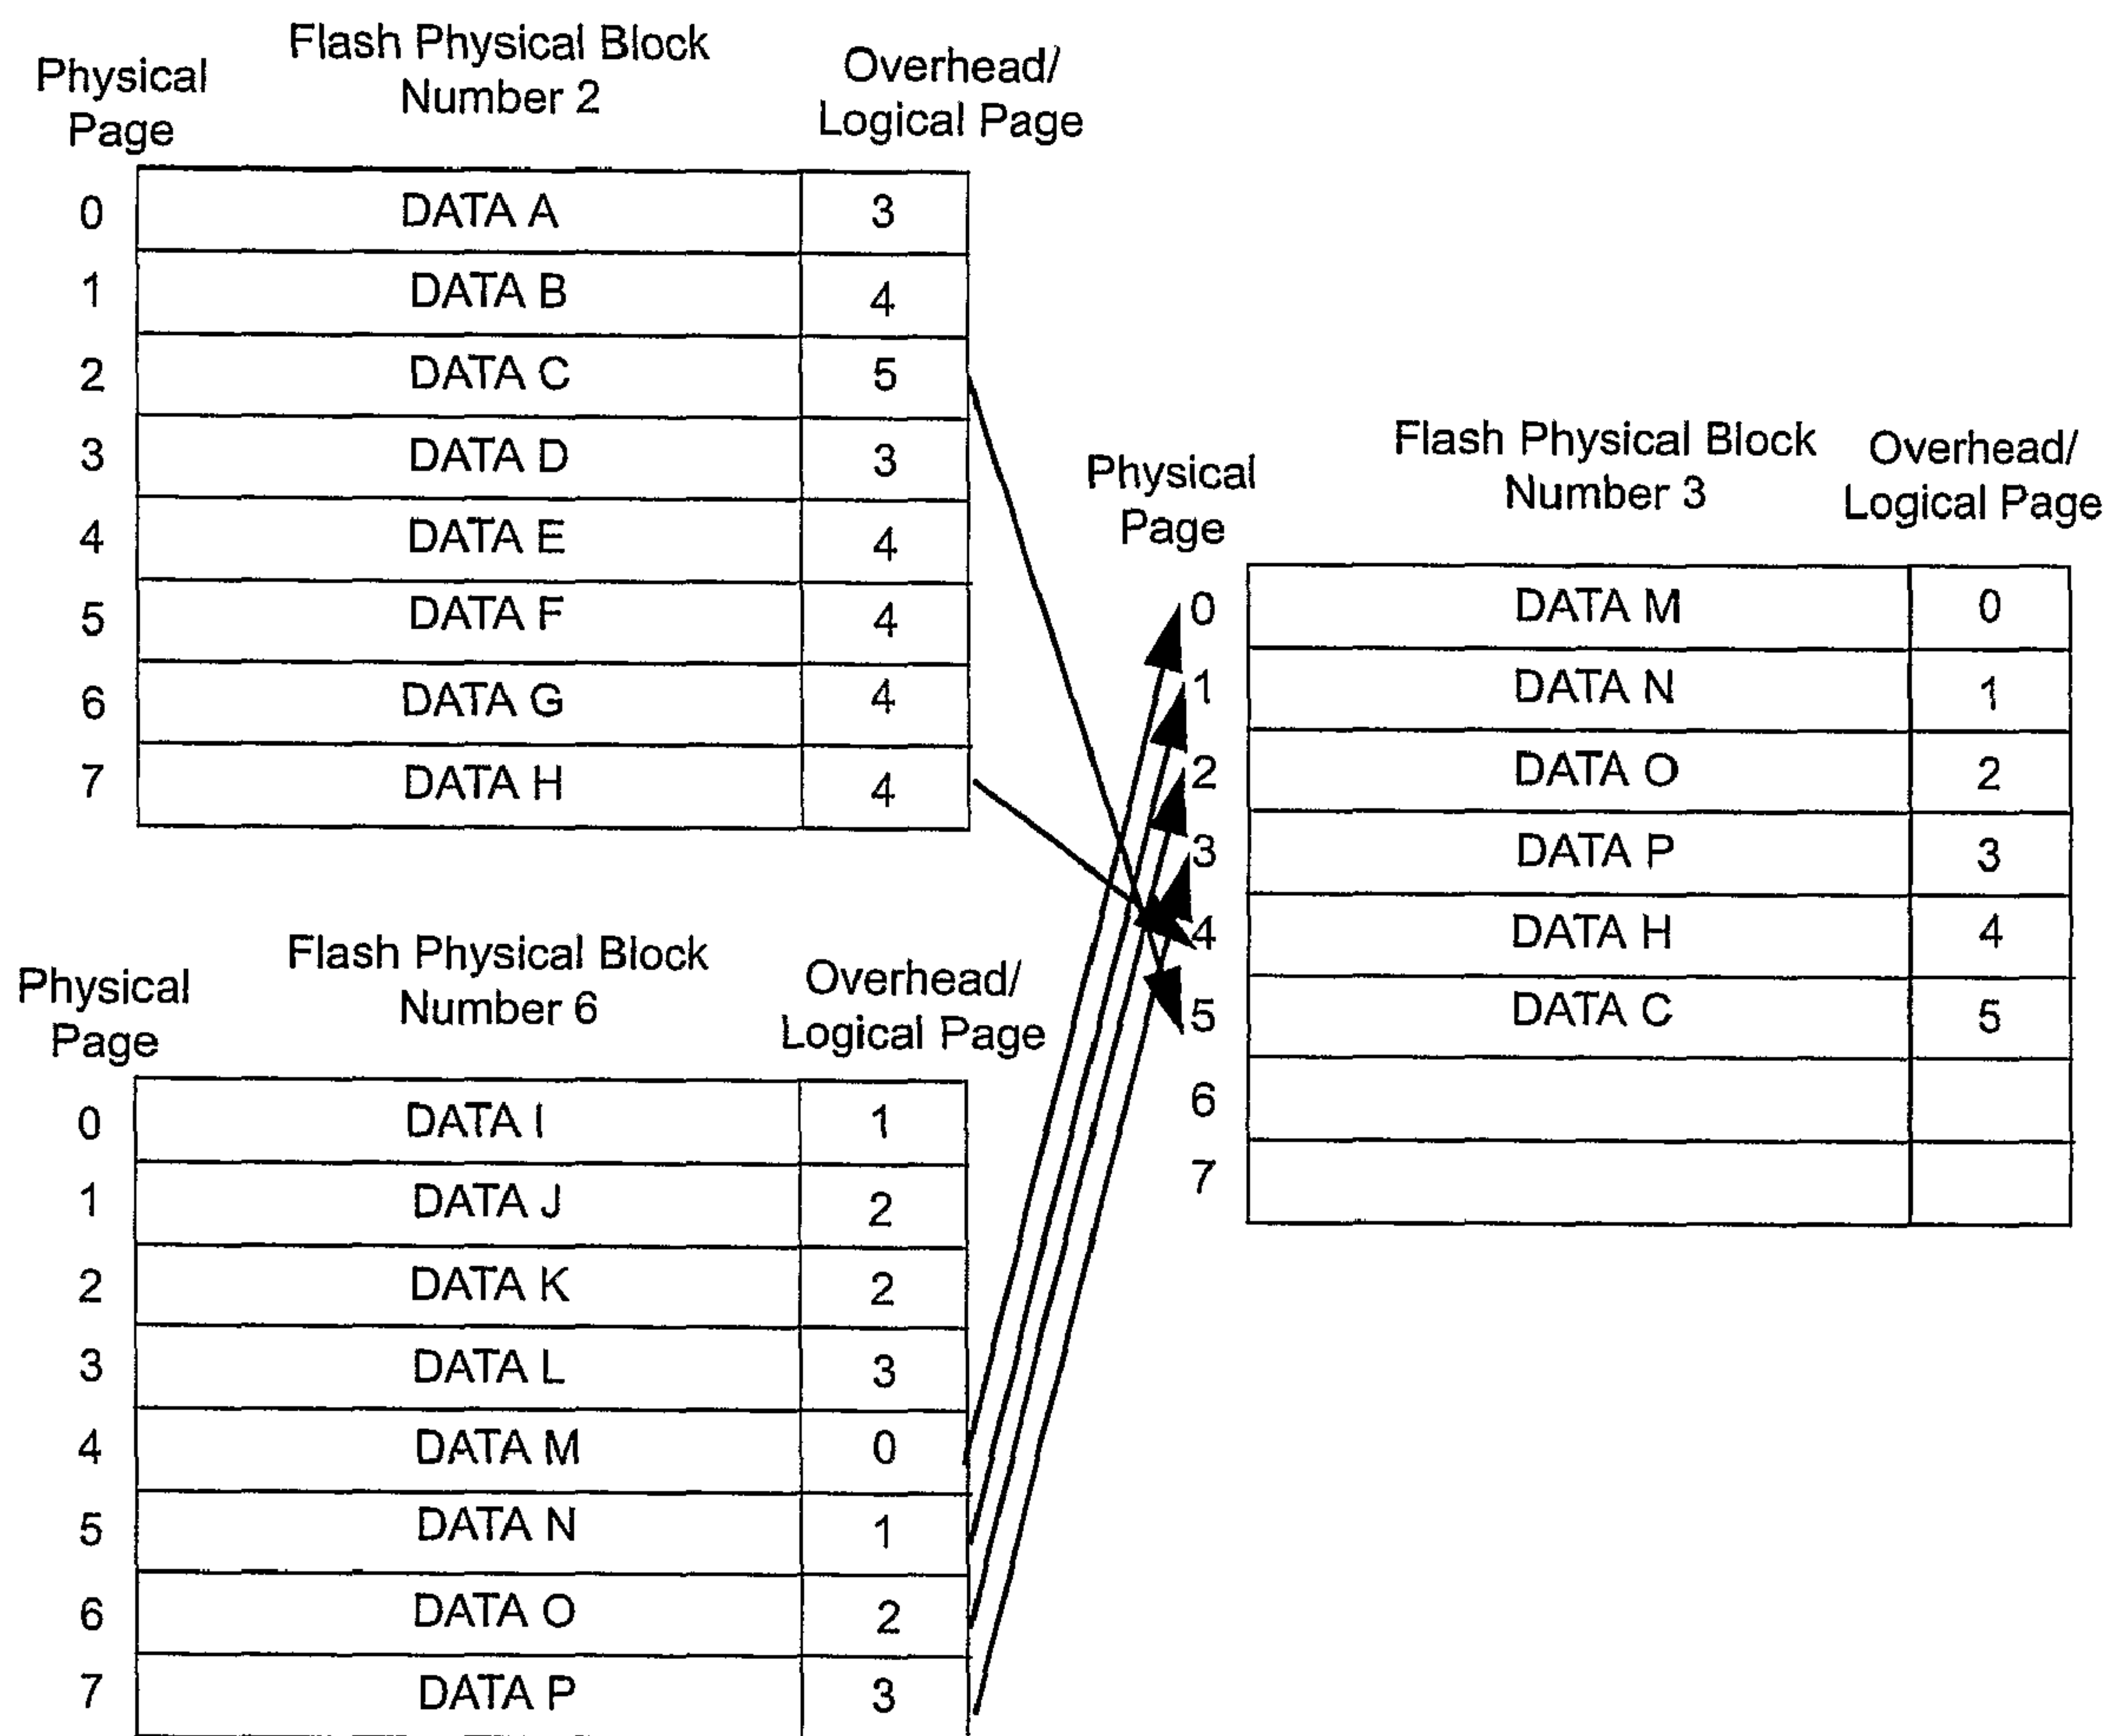 Physical
Page
Flash Physical Block
Number 2
Overhead/
Logical Page
0 DATA A 3
1 DATA B 4
2 DATA C 5
3 DATA D 3
4 DATA E 4
5 DATA F 4
6 DATA G 4
7 DATA H 4
Physical
Page
Flash Physical Block
Number 6
Overhead/
Logical Page
0 DATA I 1
1 DATA J 2
2 DATA K 2
3 DATA L 3
4 DATA M 0
5 DATA N 1
6 DATA O 2
7 DATA P 3
Physical
Page
Flash Physical Block
Number 3
Overhead/
Logical Page
0 DATA M 0
1 DATA N 1
2 DATA O 2
3 DATA P 3
4 DATA H 4
5 DATA C 5
6
7